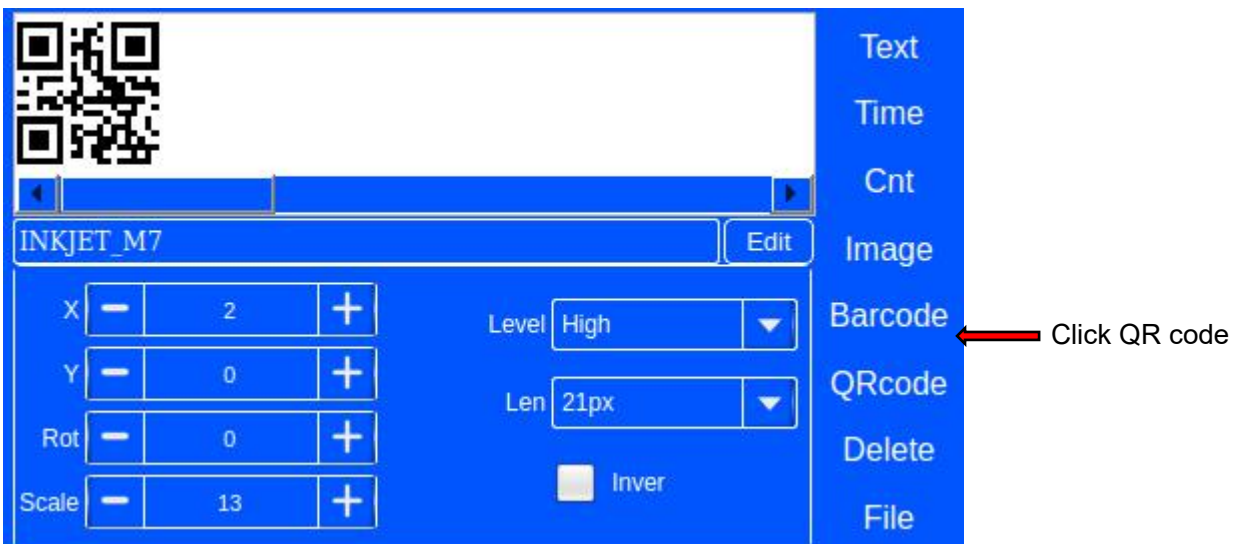 Text
Time
Cnt
INKJET_M7
Edit
Image
X
2
Level
High
Barcode
Click QR code
Y
0
Len
21px
QRcode
Rot
0
Delete
Inver
Scale
13
File